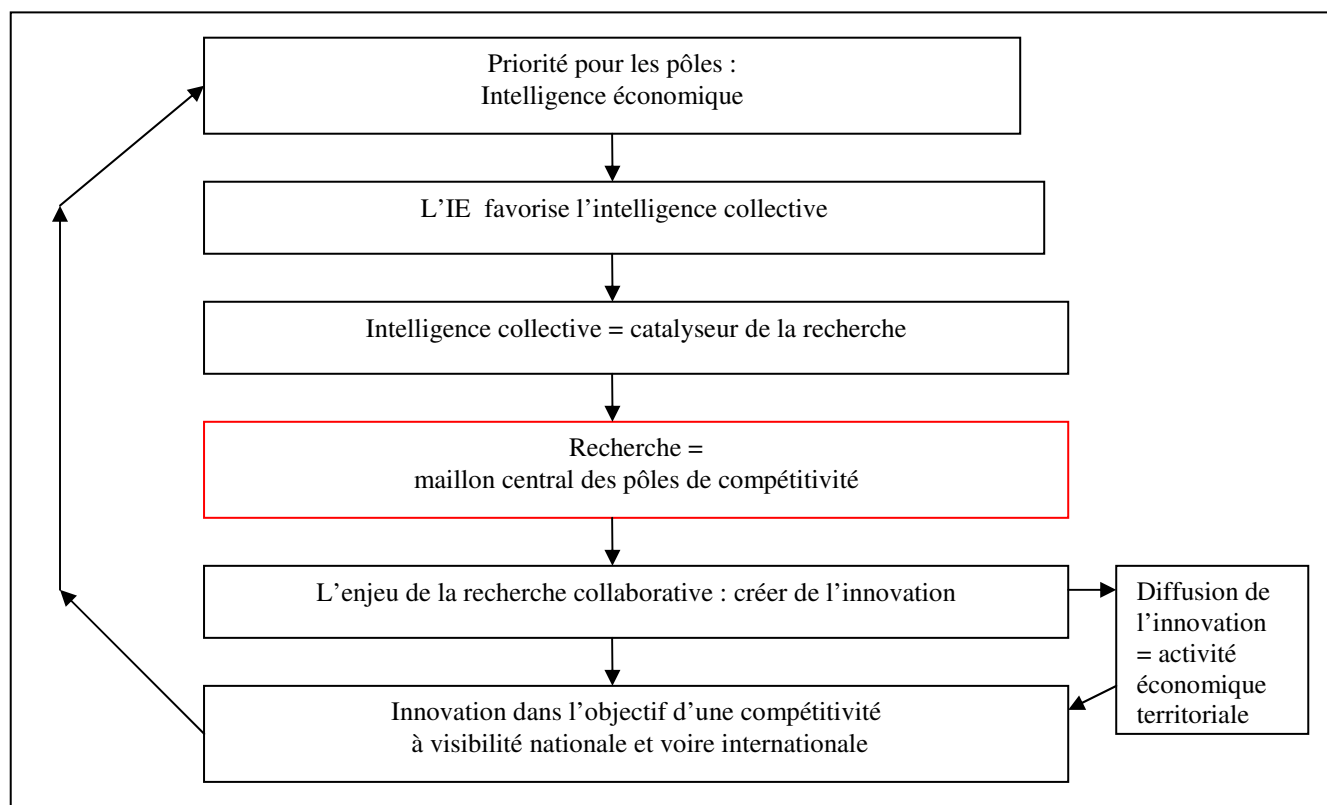 Priorité pour les pôles :
Intelligence économique
L’IE favorise l’intelligence collective
Intelligence collective = catalyseur de la recherche
Recherche =
maillon central des pôles de compétitivité
L’enjeu de la recherche collaborative : créer de l’innovation
Diffusion de
l’innovation
= activité
économique
territoriale
Innovation dans l’objectif d’une compétitivité
à visibilité nationale et voire internationale